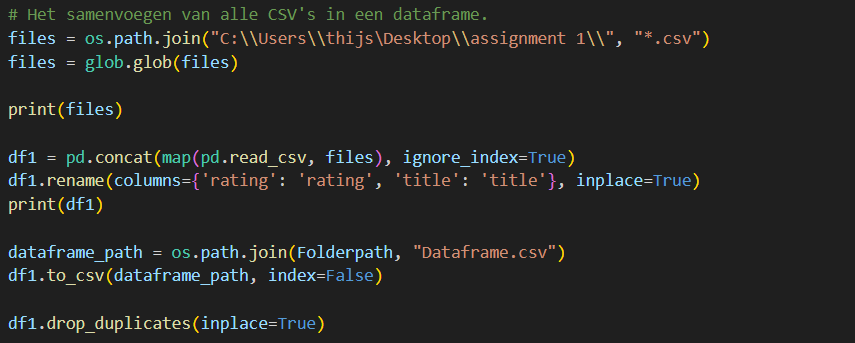 # Het samenvoegen van alle CSV's in een dataframe.
files = os.path.join("C:\\Users\\thijs\Desktop\\assignment 1\\", "*.csv")
files = glob.glob(files)
print(files)
df1 = pd.concat(map(pd.read_csv, files), ignore_index=True)
df1.rename(columns={'rating': 'rating', 'title': 'title'}, inplace=True)
print(df1)
dataframe_path = os.path.join(Folderpath, "Dataframe.csv")
df1.to_csv(dataframe_path, index=False)
df1.drop_duplicates(inplace=True)